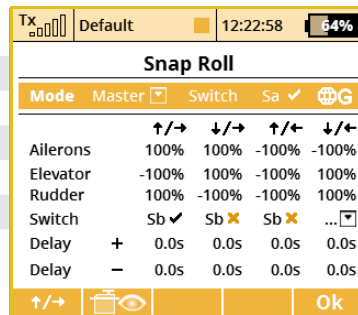 Tx Default 12:22:58 64%
Snap Roll
Mode Master Switch Sa ✔ G
↑/→ ↓/→ ↑/← ↓/←
Ailerons 100% 100% -100% -100%
Elevator -100% 100% -100% 100%
Rudder 100% -100% -100% 100%
Switch Sb ✔ Sb ✖ Sb ✖ ...
Delay + 0.0s 0.0s 0.0s 0.0s
Delay − 0.0s 0.0s 0.0s 0.0s
↑/→ Ok